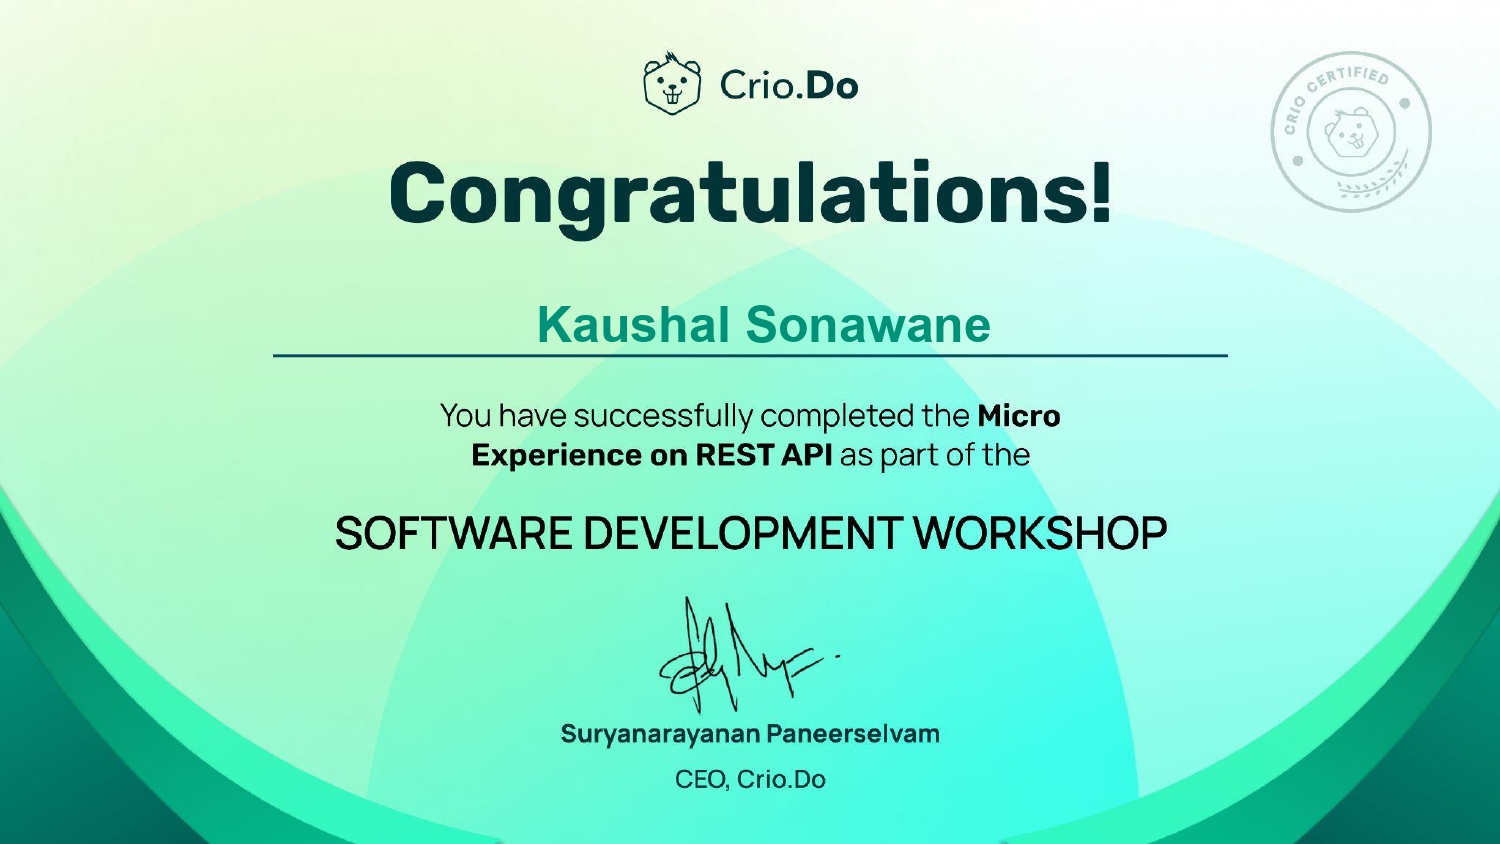 Crio.Do
CRIO CERTIFIED
Congratulations!
Kaushal Sonawane
You have successfully completed the Micro
Experience on REST API as part of the
SOFTWARE DEVELOPMENT WORKSHOP
Suryanarayanan Paneerselvam
CEO, Crio.Do